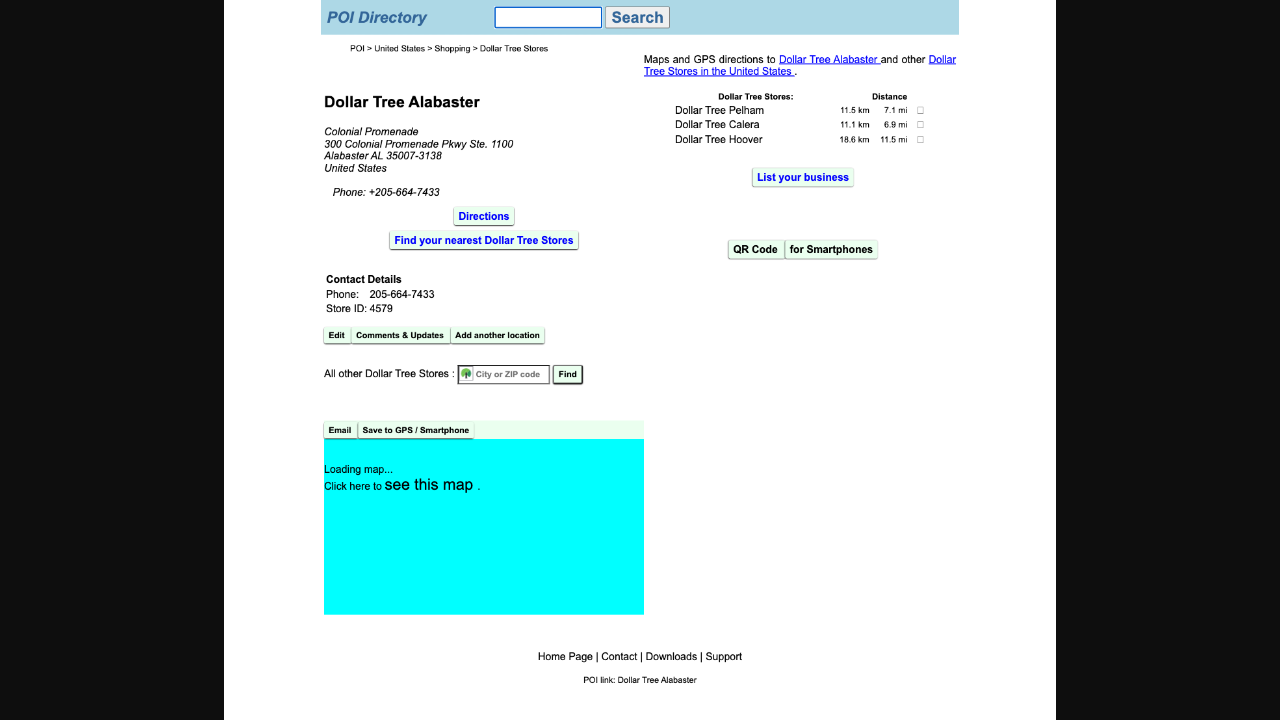 POI Directory
Search
POI > United States > Shopping > Dollar Tree Stores
Dollar Tree Alabaster
Colonial Promenade
300 Colonial Promenade Pkwy Ste. 1100
Alabaster AL 35007-3138
United States
Phone: +205-664-7433
Directions
Find your nearest Dollar Tree Stores
Contact Details
Phone: 205-664-7433
Store ID: 4579
Edit Comments & Updates Add another location
All other Dollar Tree Stores : City or ZIP code Find
Email Save to GPS / Smartphone
Loading map...
Click here to see this map .
Maps and GPS directions to Dollar Tree Alabaster and other Dollar
Tree Stores in the United States .
Dollar Tree Stores: Distance
Dollar Tree Pelham 11.5 km 7.1 mi
Dollar Tree Calera 11.1 km 6.9 mi
Dollar Tree Hoover 18.6 km 11.5 mi
List your business
QR Code for Smartphones
Home Page | Contact | Downloads | Support
POI link: Dollar Tree Alabaster